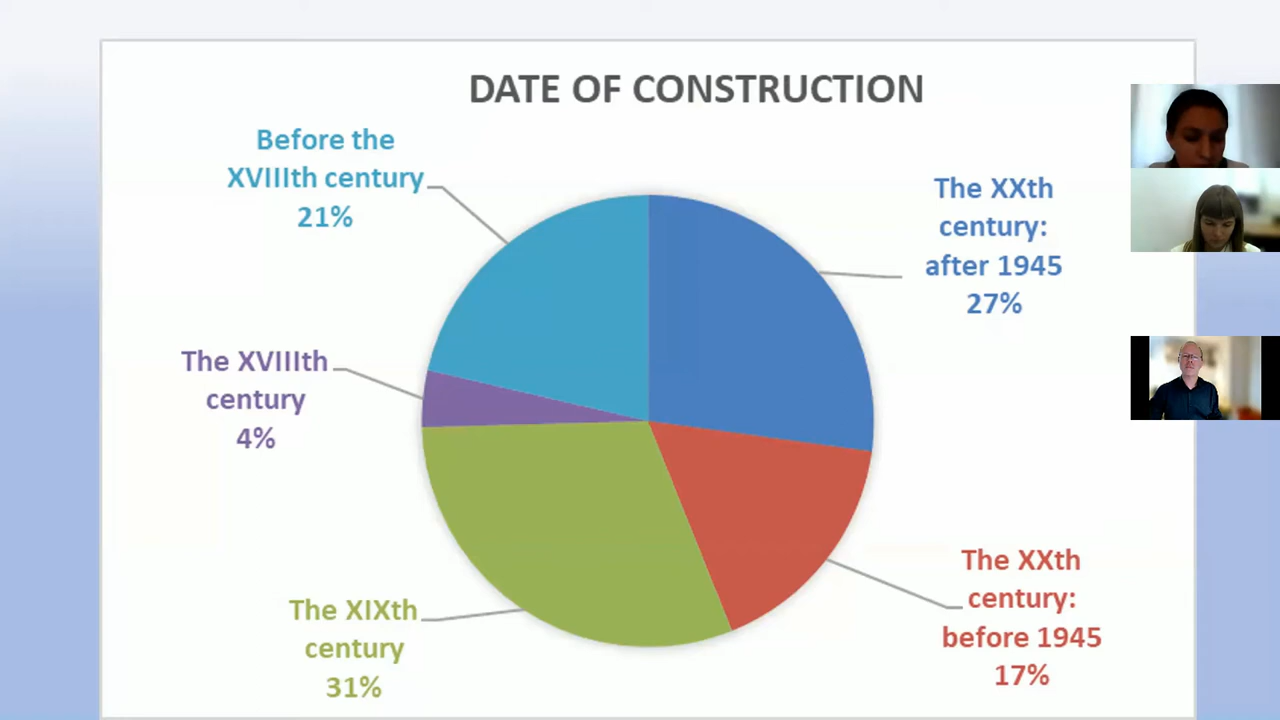 DATE OF CONSTRUCTION
Before the
XVIIIth century
21%
The XXth
century:
after 1945
27%
The XVIIIth
century
4%
The XIXth
century
31%
The XXth
century:
before 1945
17%